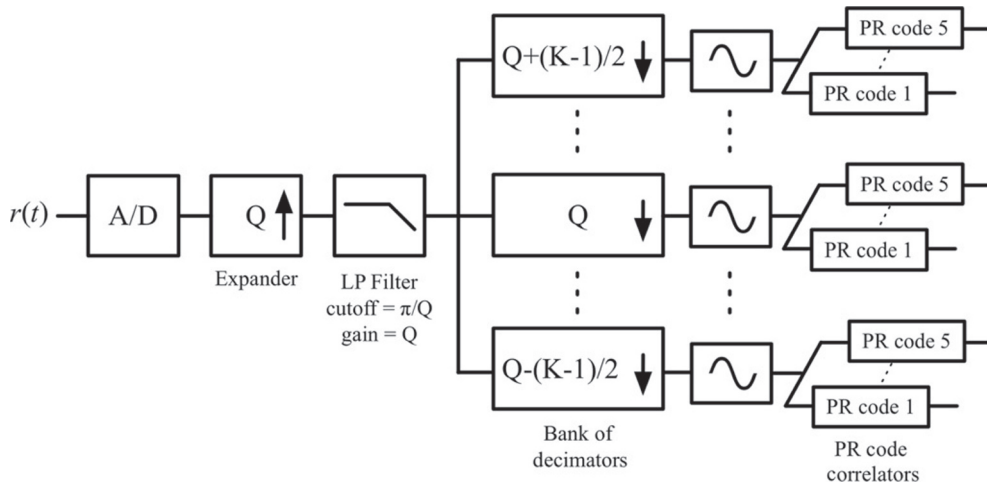 Q+(K-1)/2
PR code 5
PR code 1
r(t)
A/D
Q
Expander
LP Filter
cutoff = π/Q
gain = Q
Q
PR code 5
PR code 1
Q-(K-1)/2
PR code 5
PR code 1
Bank of
decimators
PR code
correlators